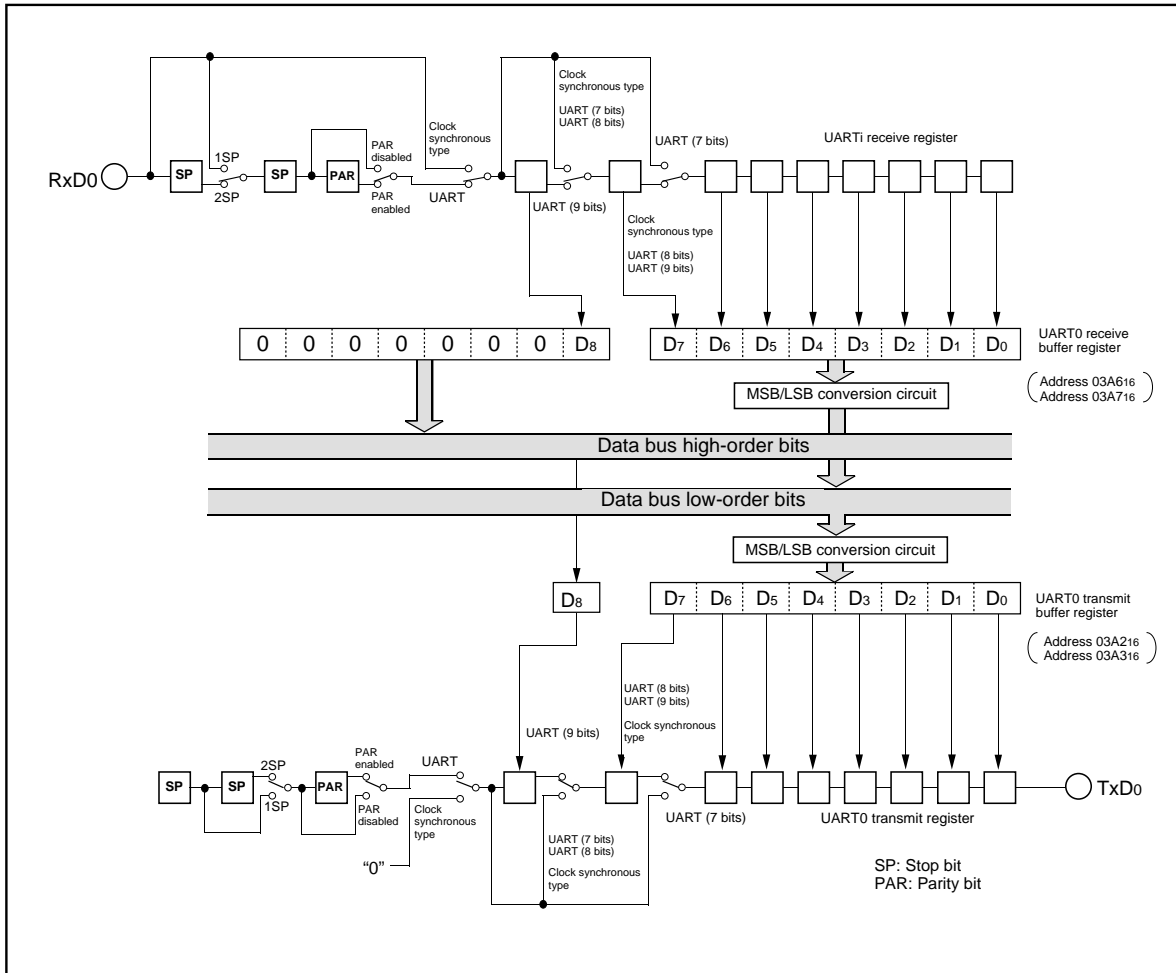 Clock
synchronous type
UART (7 bits)
UART (8 bits)
UART (7 bits)
UARTi receive register
PAR
disabled
Clock
synchronous
type
1SP
RxD0
SP
SP
PAR
2SP
PAR
enabled
UART
UART (9 bits)
Clock
synchronous type
UART (8 bits)
UART (9 bits)
0 0 0 0 0 0 0 D8
D7 D6 D5 D4 D3 D2 D1 D0
UART0 receive
buffer register
Address 03A616
Address 03A716
MSB/LSB conversion circuit
Data bus high-order bits
Data bus low-order bits
MSB/LSB conversion circuit
D8
D7 D6 D5 D4 D3 D2 D1 D0
UART0 transmit
buffer register
Address 03A216
Address 03A316
UART (8 bits)
UART (9 bits)
Clock synchronous
type
UART (9 bits)
PAR
enabled
UART
2SP
SP
SP
PAR
TxD0
1SP
PAR
disabled
Clock
synchronous
type
UART (7 bits)
UART0 transmit register
"0"
UART (7 bits)
UART (8 bits)
Clock synchronous
type
SP: Stop bit
PAR: Parity bit